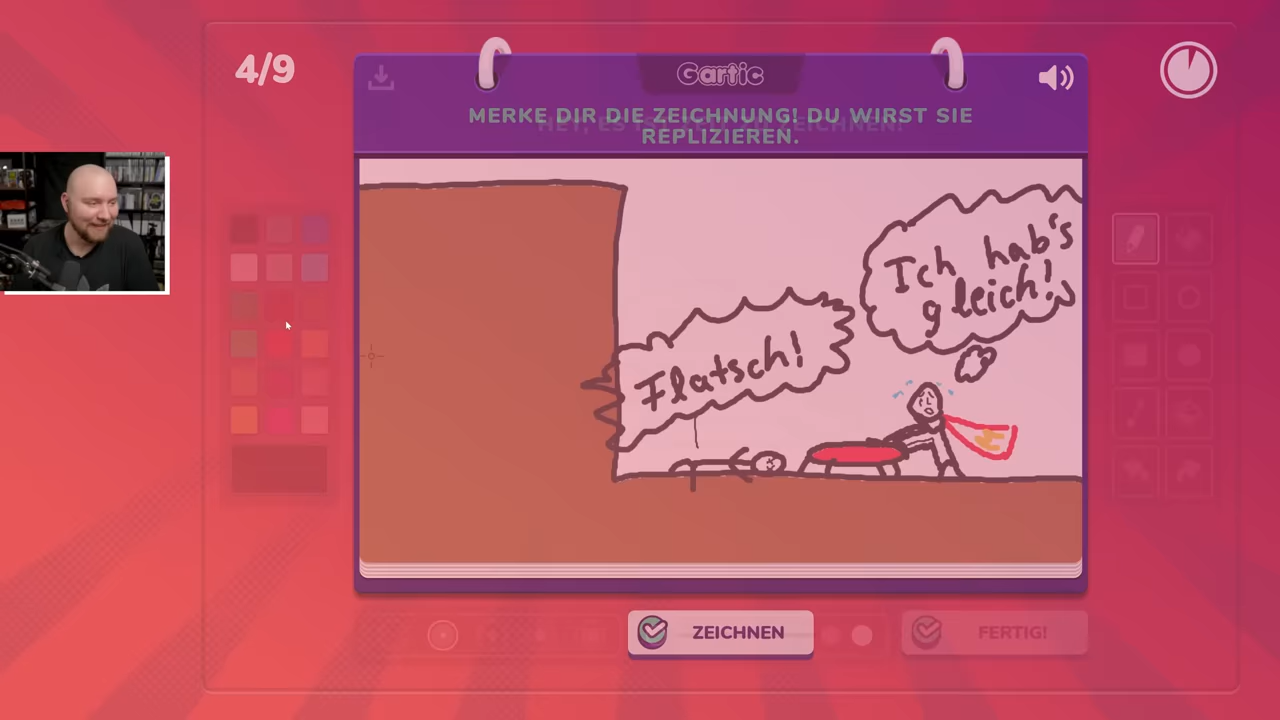 4/9
Gartic
MERKE DIR DIE ZEICHNUNG! DU WIRST SIE
REPLIZIEREN.
Ich hab's
gleich!
Flatsch!
ZEICHNEN
FERTIG!